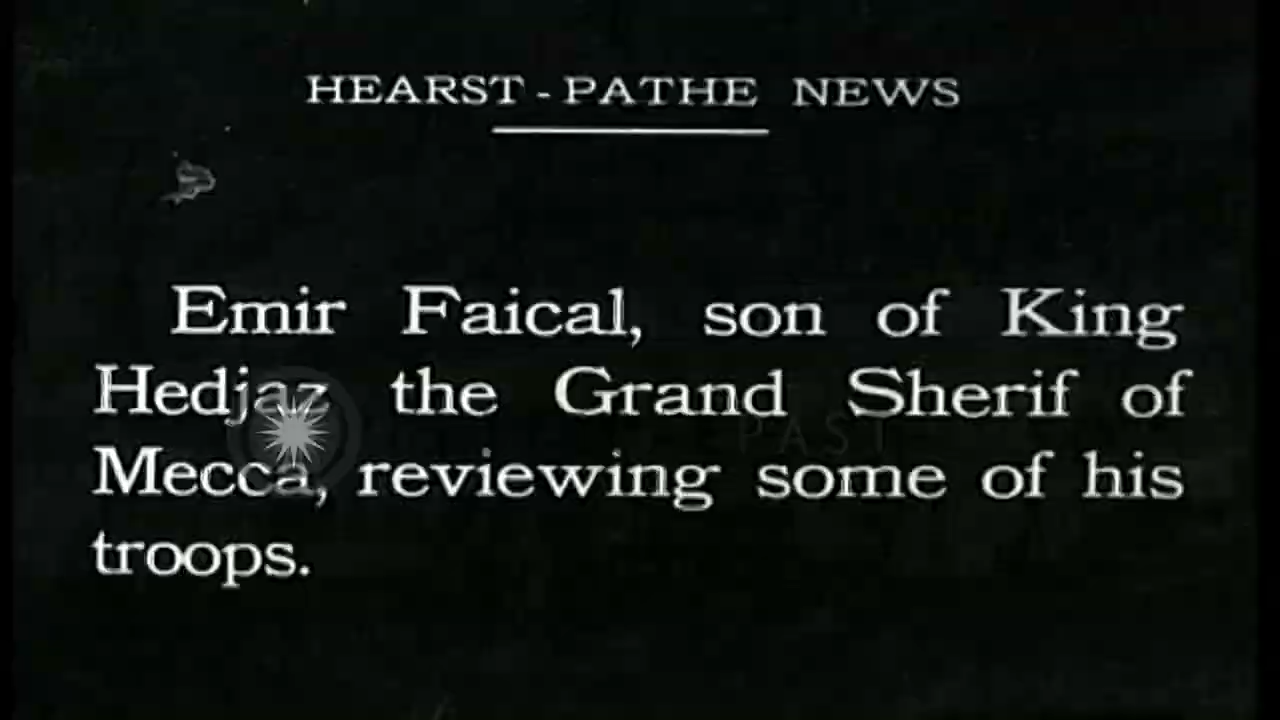 HEARST-PATHE NEWS
Emir Faical, son of King
Hedjaz the Grand Sherif of
Mecca, reviewing some of his
troops.
PAST